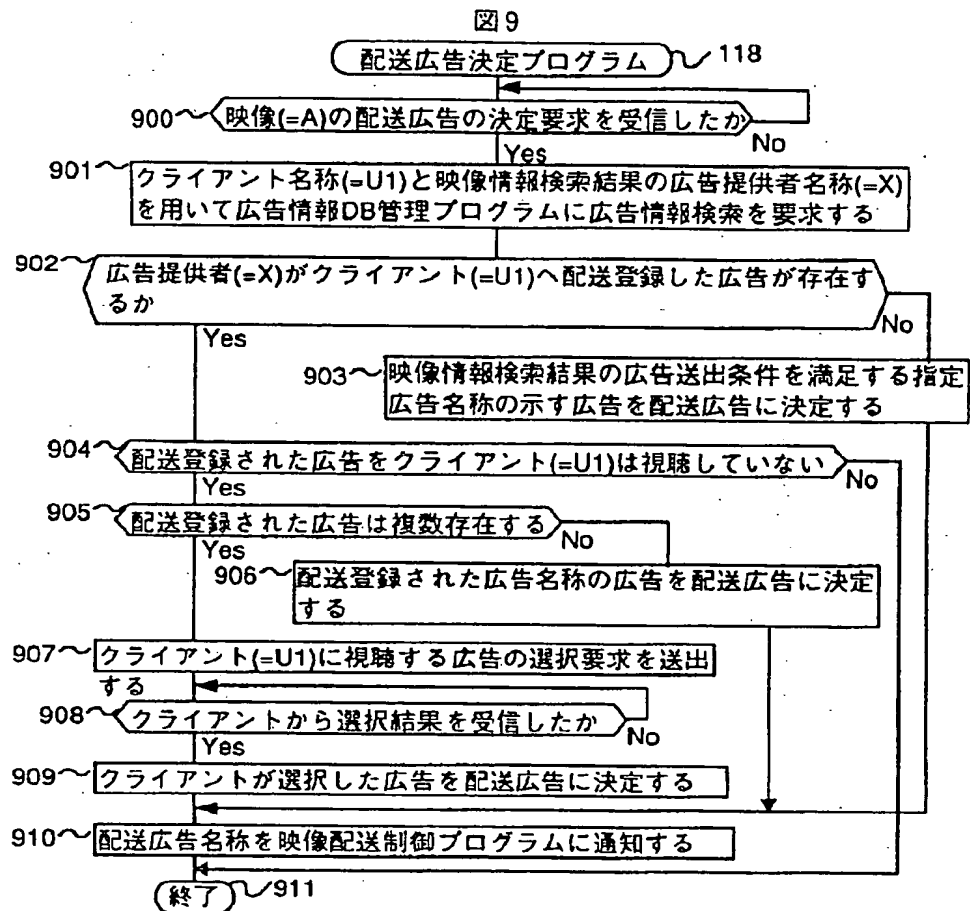 図9
配送広告決定プログラム 118
900 映像(=A)の配送広告の決定要求を受信したか
No
Yes
901 クライアント名称(=U1)と映像情報検索結果の広告提供者名称(=X)
を用いて広告情報DB管理プログラムに広告情報検索を要求する
902 広告提供者(=X)がクライアント(=U1)へ配送登録した広告が存在す
るか
No
Yes
903 映像情報検索結果の広告送出条件を満足する指定
広告名称の示す広告を配送広告に決定する
904 配送登録された広告をクライアント(=U1)は視聴していない
No
Yes
905 配送登録された広告は複数存在する
No
Yes
906 配送登録された広告名称の広告を配送広告に決定
する
907 クライアント(=U1)に視聴する広告の選択要求を送出
する
908 クライアントから選択結果を受信したか
No
Yes
909 クライアントが選択した広告を配送広告に決定する
910 配送広告名称を映像配送制御プログラムに通知する
終了 911